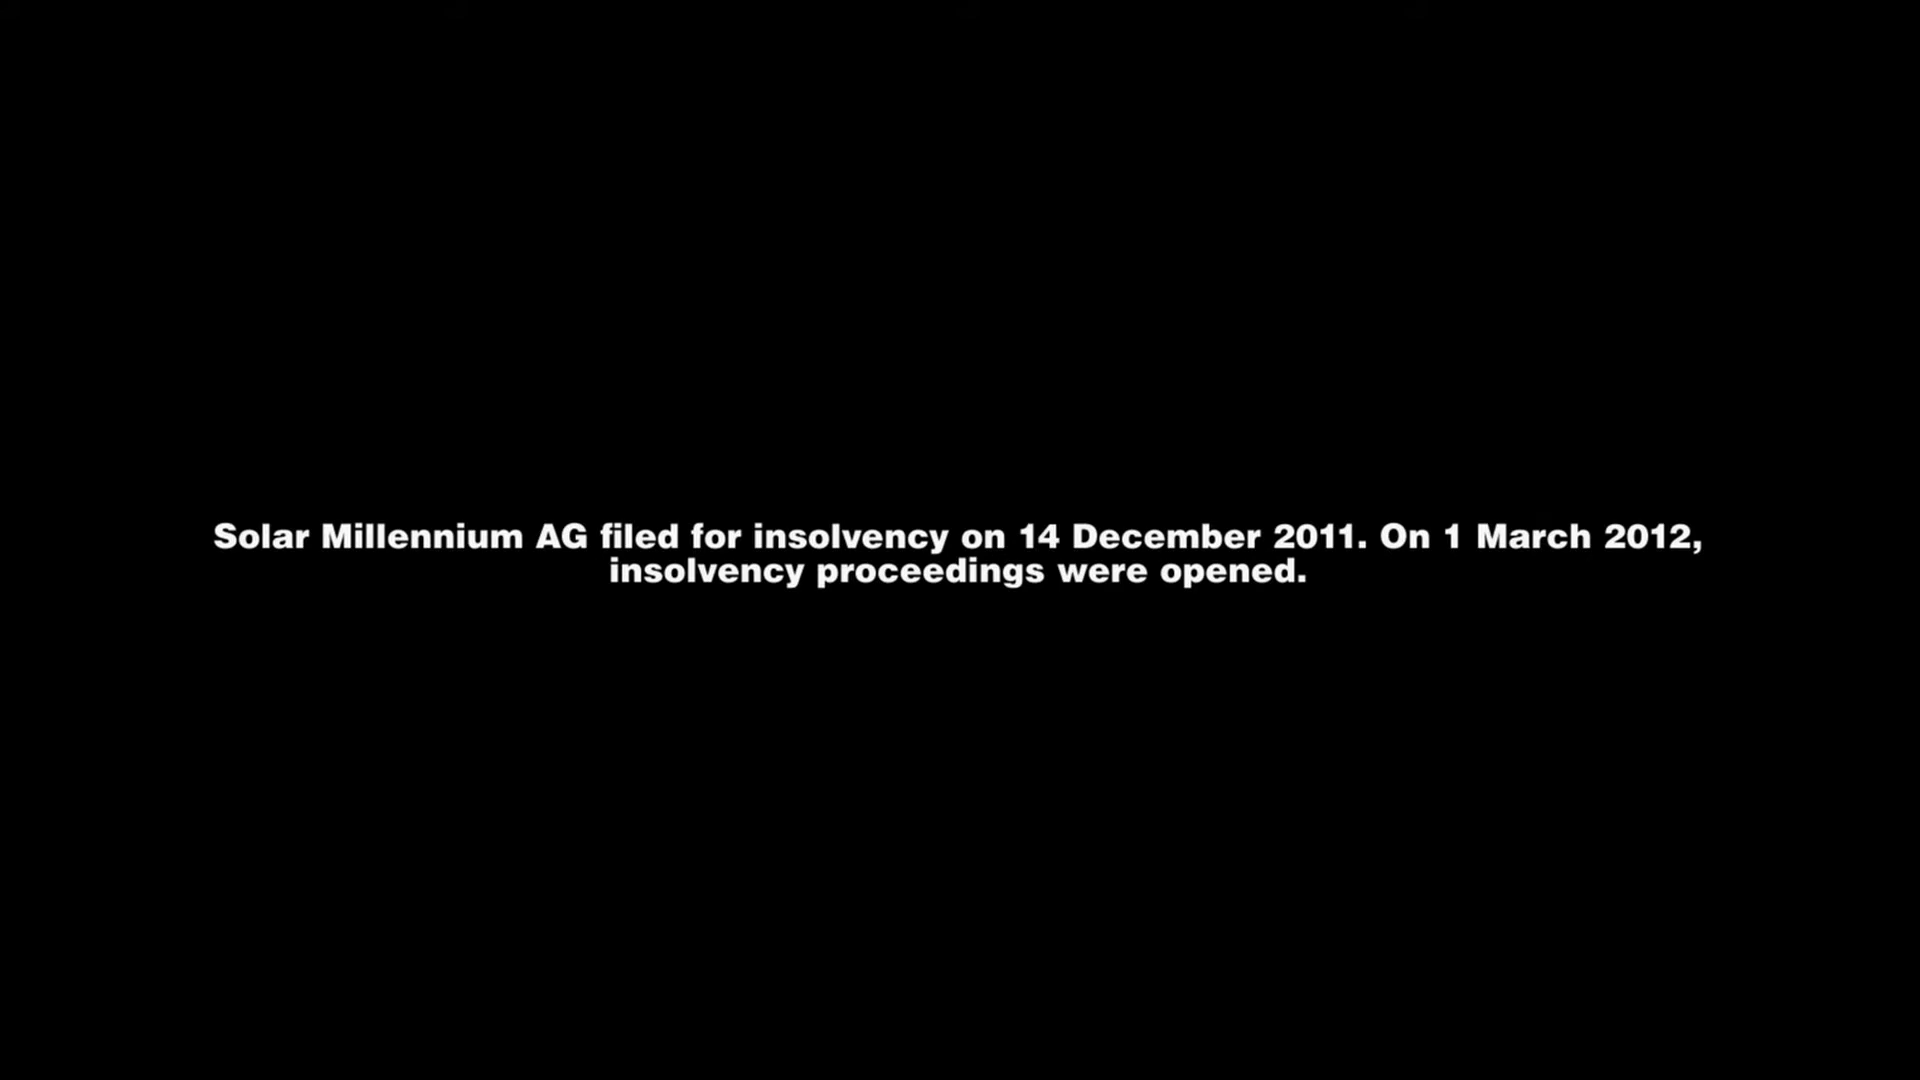 Solar Millennium AG filed for insolvency on 14 December 2011. On 1 March 2012,
insolvency proceedings were opened.